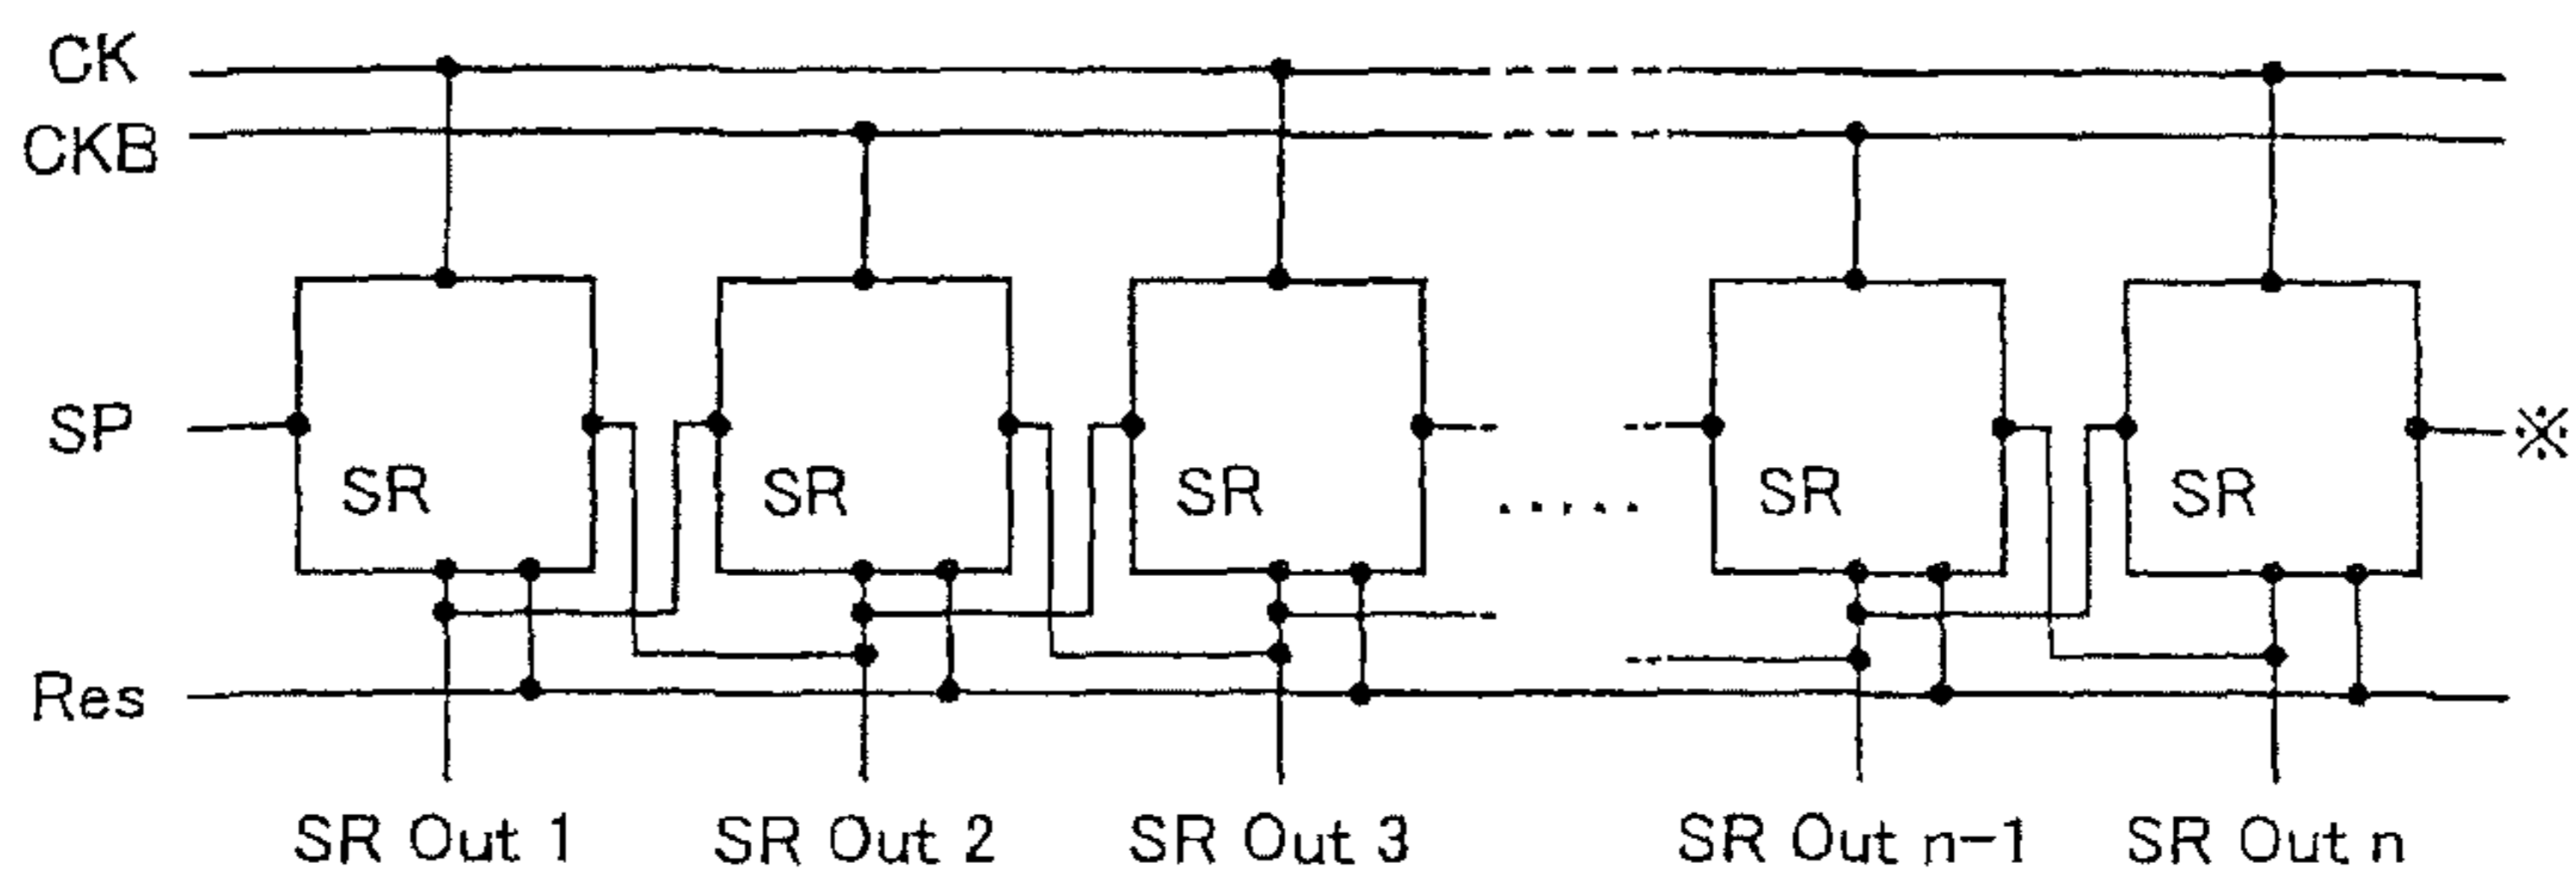 CK
CKB
SP
※
SR SR SR ..... SR SR
Res
SR Out 1 SR Out 2 SR Out 3 SR Out n-1 SR Out n